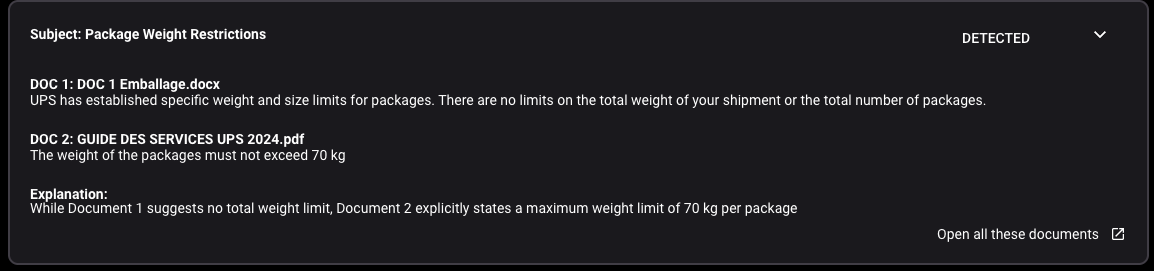 Subject: Package Weight Restrictions
DETECTED
DOC 1: DOC 1 Emballage.docx
UPS has established specific weight and size limits for packages. There are no limits on the total weight of your shipment or the total number of packages.
DOC 2: GUIDE DES SERVICES UPS 2024.pdf
The weight of the packages must not exceed 70 kg
Explanation:
While Document 1 suggests no total weight limit, Document 2 explicitly states a maximum weight limit of 70 kg per package
Open all these documents